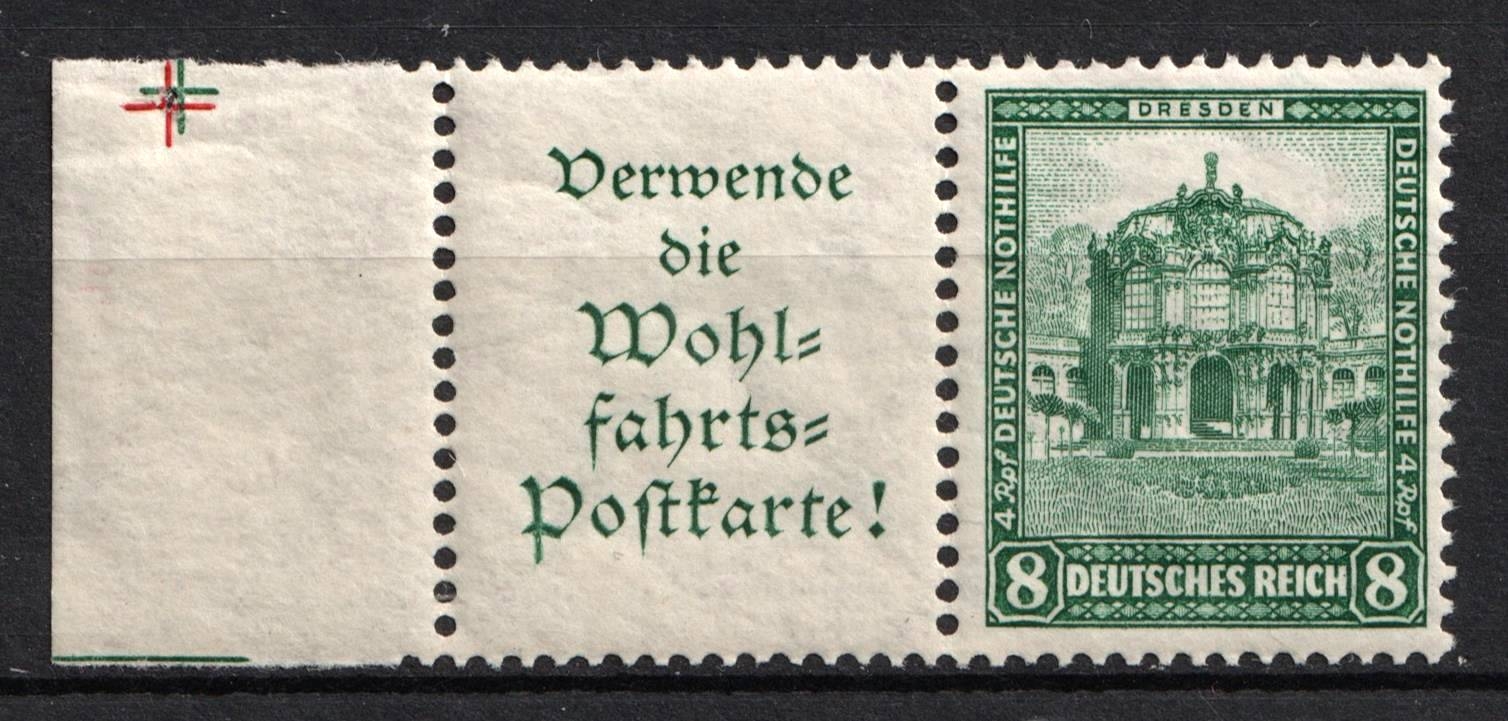 Verwende
die
Wohl=
fahrts=
Poſtkarte!
DRESDEN
4 Rpf DEUTSCHE NOTHILFE
DEUTSCHE NOTHILFE 4 Rpf
8 DEUTSCHES REICH 8